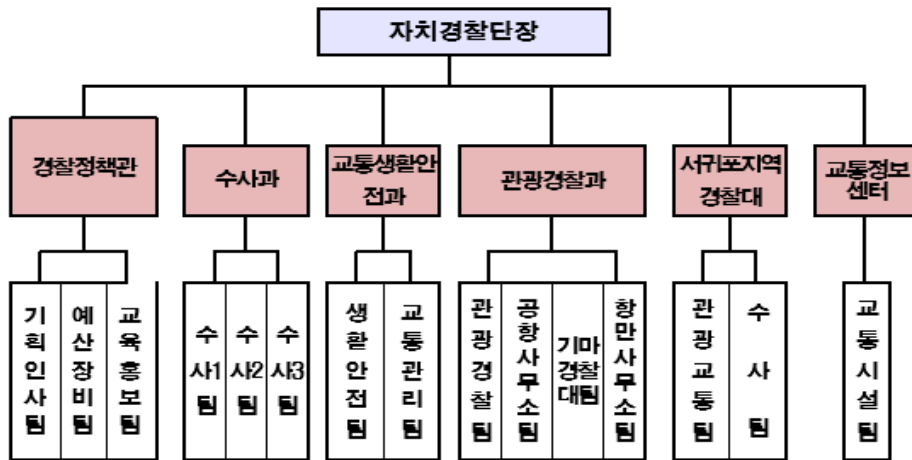 자치경찰단장
경찰정책관
수사과
교통생활안
전과
관광경찰과
서귀포지역
경찰대
교통정보
센터
기획인사팀
예산장비팀
교육홍보팀
수사1팀
수사2팀
수사3팀
생활안전팀
교통관리팀
관광경찰팀
공항사무소팀
기마
경찰
대팀
항만사무소팀
관광교통팀
수사팀
교통시설팀